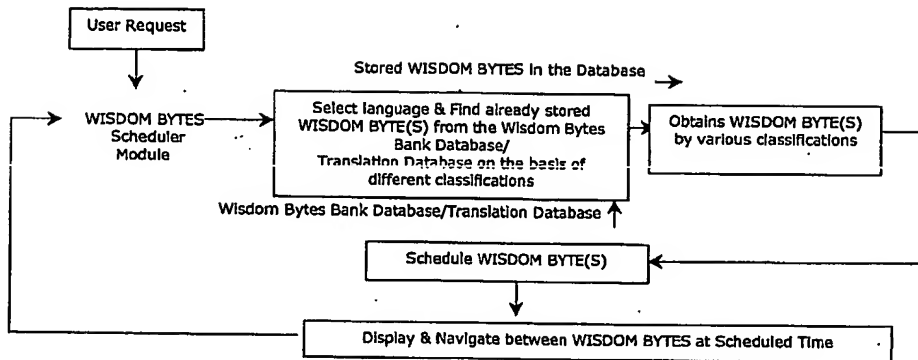 User Request
Stored WISDOM BYTES in the Database
WISDOM BYTES
Scheduler
Module
Select language & Find already stored
WISDOM BYTE(S) from the Wisdom Bytes
Bank Database/
Translation Database on the basis of
different classifications
Obtains WISDOM BYTE(S)
by various classifications
Wisdom Bytes Bank Database/Translation Database
Schedule WISDOM BYTE(S)
Display & Navigate between WISDOM BYTES at Scheduled Time